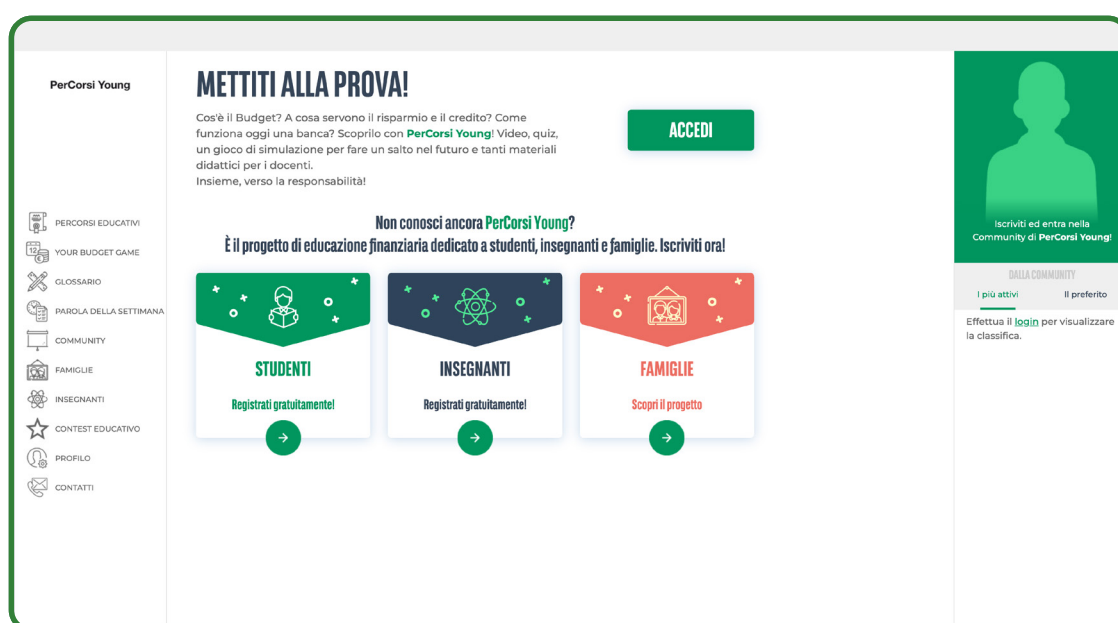 PerCorsi Young
PERCORSI EDUCATIVI
YOUR BUDGET GAME
GLOSSARIO
PAROLA DELLA SETTIMANA
COMMUNITY
FAMIGLIE
INSEGNANTI
CONTEST EDUCATIVO
PROFILO
CONTATTI
METTITI ALLA PROVA!
Cos'è il Budget? A cosa servono il risparmio e il credito? Come
funziona oggi una banca? Scoprilo con PerCorsi Young! Video, quiz,
un gioco di simulazione per fare un salto nel futuro e tanti materiali
didattici per i docenti.
Insieme, verso la responsabilità!
ACCEDI
Non conosci ancora PerCorsi Young?
È il progetto di educazione finanziaria dedicato a studenti, insegnanti e famiglie. Iscriviti ora!
STUDENTI
Registrati gratuitamente!
INSEGNANTI
Registrati gratuitamente!
FAMIGLIE
Scopri il progetto
Iscriviti ed entra nella
Community di PerCorsi Young!
DALLA COMMUNITY
I più attivi
Il preferito
Effettua il login per visualizzare
la classifica.